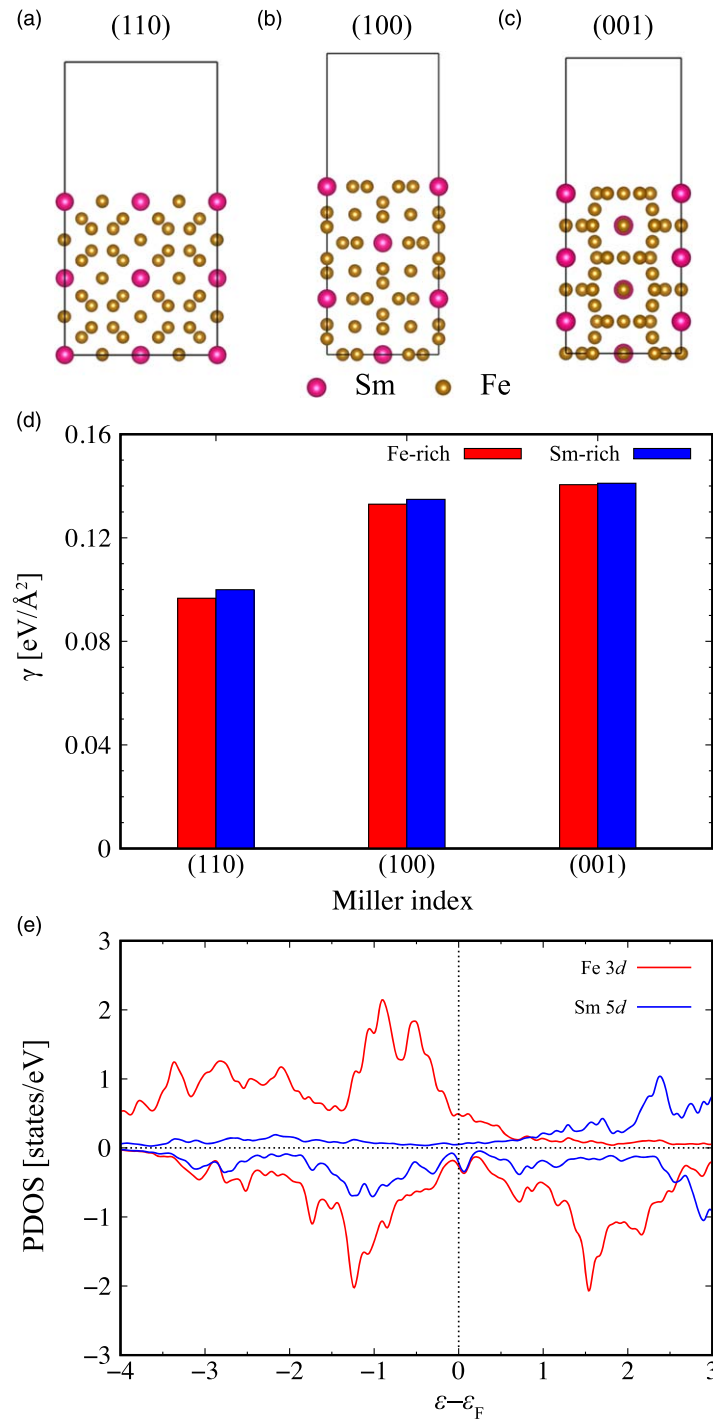 (a) (110) (b) (100) (c) (001)
Sm Fe
(d)
0.16
Fe-rich Sm-rich
0.12
0.08
0.04
0
γ [eV/Å²]
(110) (100) (001)
Miller index
(e)
3
Fe 3d
2
Sm 5d
1
0
−1
−2
−3
PDOS [states/eV]
−4 −3 −2 −1 0 1 2 3
ε−εF